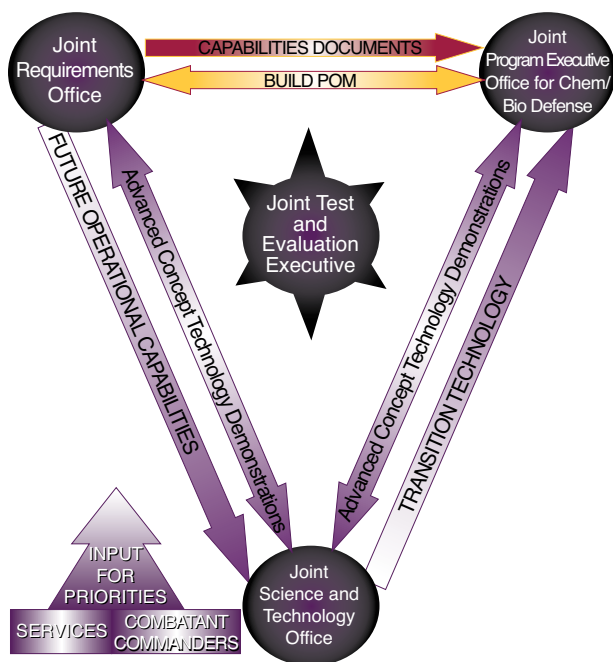 Joint
Requirements
Office
CAPABILITIES DOCUMENTS
BUILD POM
Joint
Program Executive
Office for Chem/
Bio Defense
FUTURE OPERATIONAL CAPABILITIES
Advanced Concept Technology Demonstrations
Joint Test
and
Evaluation
Executive
Advanced Concept Technology Demonstrations
TRANSITION TECHNOLOGY
INPUT
FOR
PRIORITIES
SERVICES
COMBATANT
COMMANDERS
Joint
Science and
Technology
Office